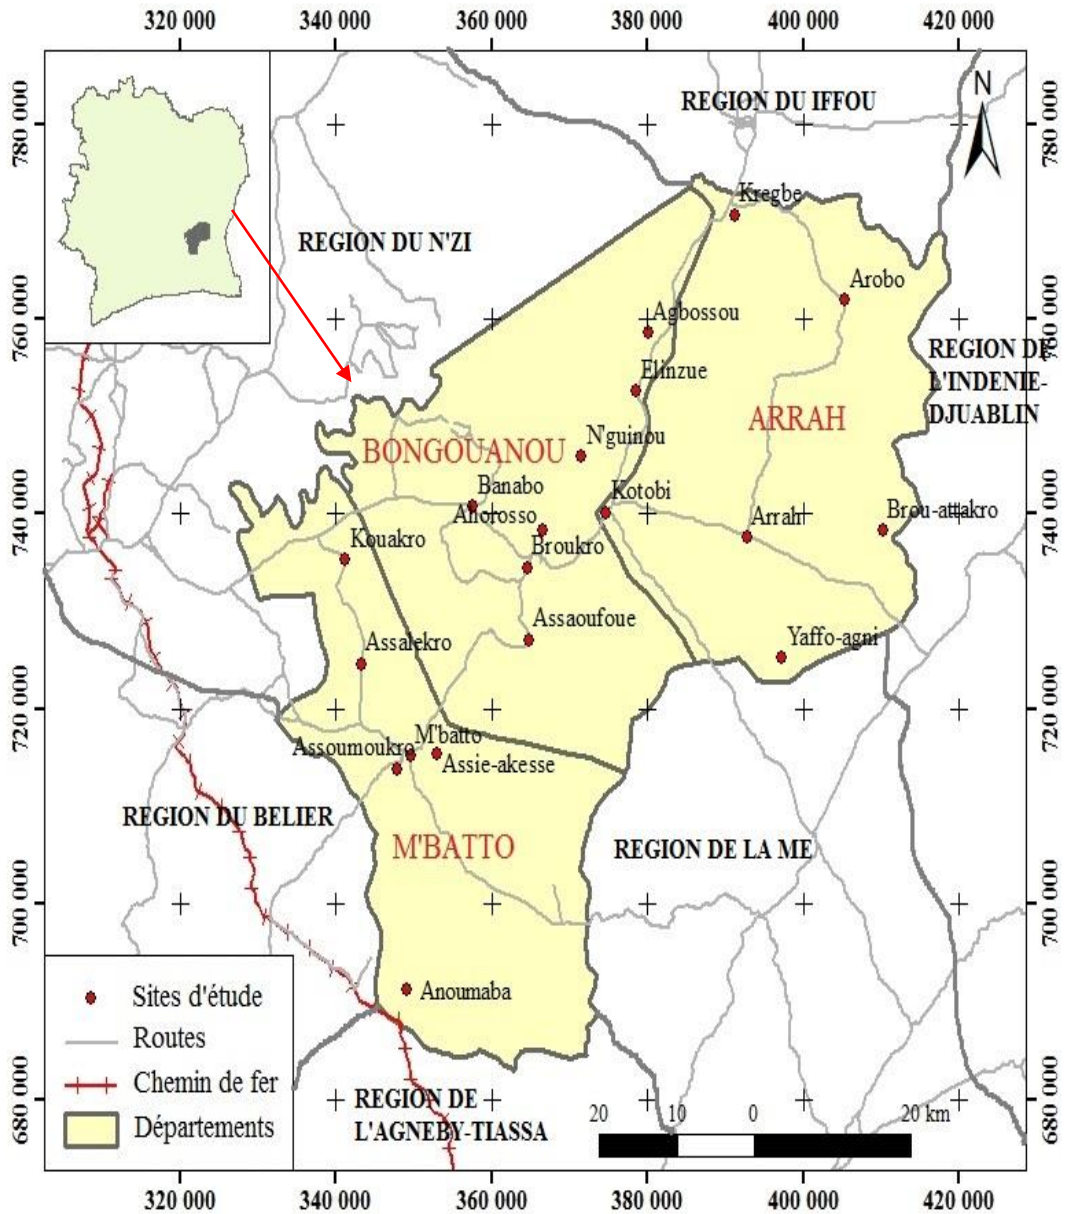 320 000 340 000 360 000 380 000 400 000 420 000
N
REGION DU IFFOU
780 000
780 000
Kregbe
REGION DU N'ZI
Arobo
760 000
760 000
Agbossou
REGION DE
L'INDENIE-
DJUABLIN
Elinzue
ARRAH
BONGOUANOU
N'guinou
Banabo
Kotobi
740 000
740 000
Ahorosso
Arrah
Brou-attakro
Kouakro
Broukro
Assaoufoue
Assalekro
Yaffo-agni
720 000
720 000
M'batto
Assoumoukro
Assie-akesse
REGION DU BELIER
M'BATTO
REGION DE LA ME
700 000
700 000
Anoumaba
Sites d'étude
Routes
Chemin de fer
Départements
680 000
680 000
REGION DE
L'AGNEBY-TIASSA
20 10 0 20 km
320 000 340 000 360 000 380 000 400 000 420 000